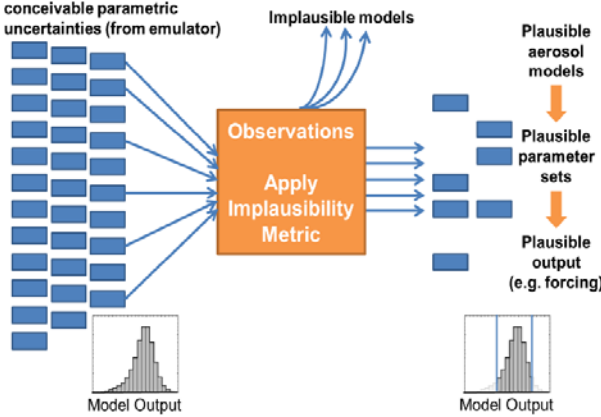 conceivable parametric
uncertainties (from emulator)
Implausible models
Observations
Apply
Implausibility
Metric
Plausible
aerosol
models
Plausible
parameter
sets
Plausible
output
(e.g. forcing)
Model Output
Model Output